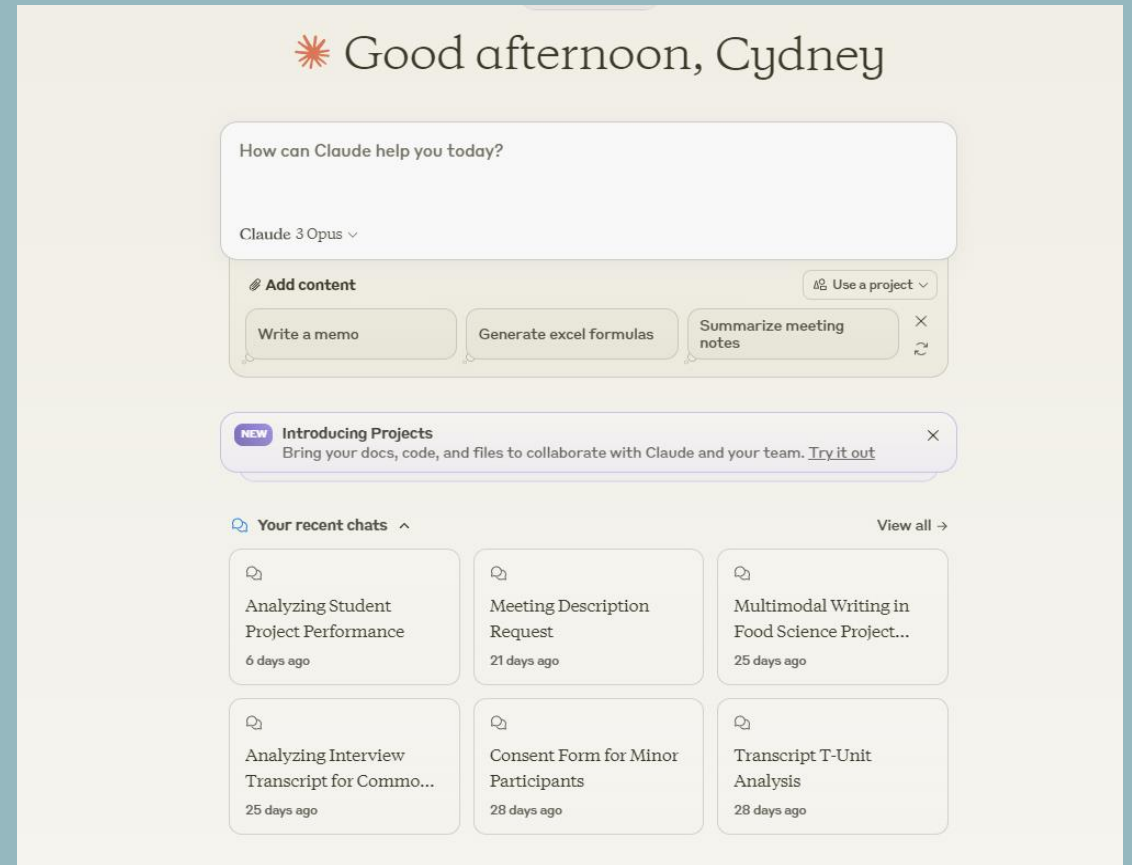 Good afternoon, Cydney
How can Claude help you today?
Claude 3 Opus
Add content
Use a project
Write a memo
Generate excel formulas
Summarize meeting
notes
NEW
Introducing Projects
Bring your docs, code, and files to collaborate with Claude and your team. Try it out
Your recent chats
View all →
Analyzing Student
Project Performance
6 days ago
Meeting Description
Request
21 days ago
Multimodal Writing in
Food Science Project...
25 days ago
Analyzing Interview
Transcript for Commo...
25 days ago
Consent Form for Minor
Participants
28 days ago
Transcript T-Unit
Analysis
28 days ago